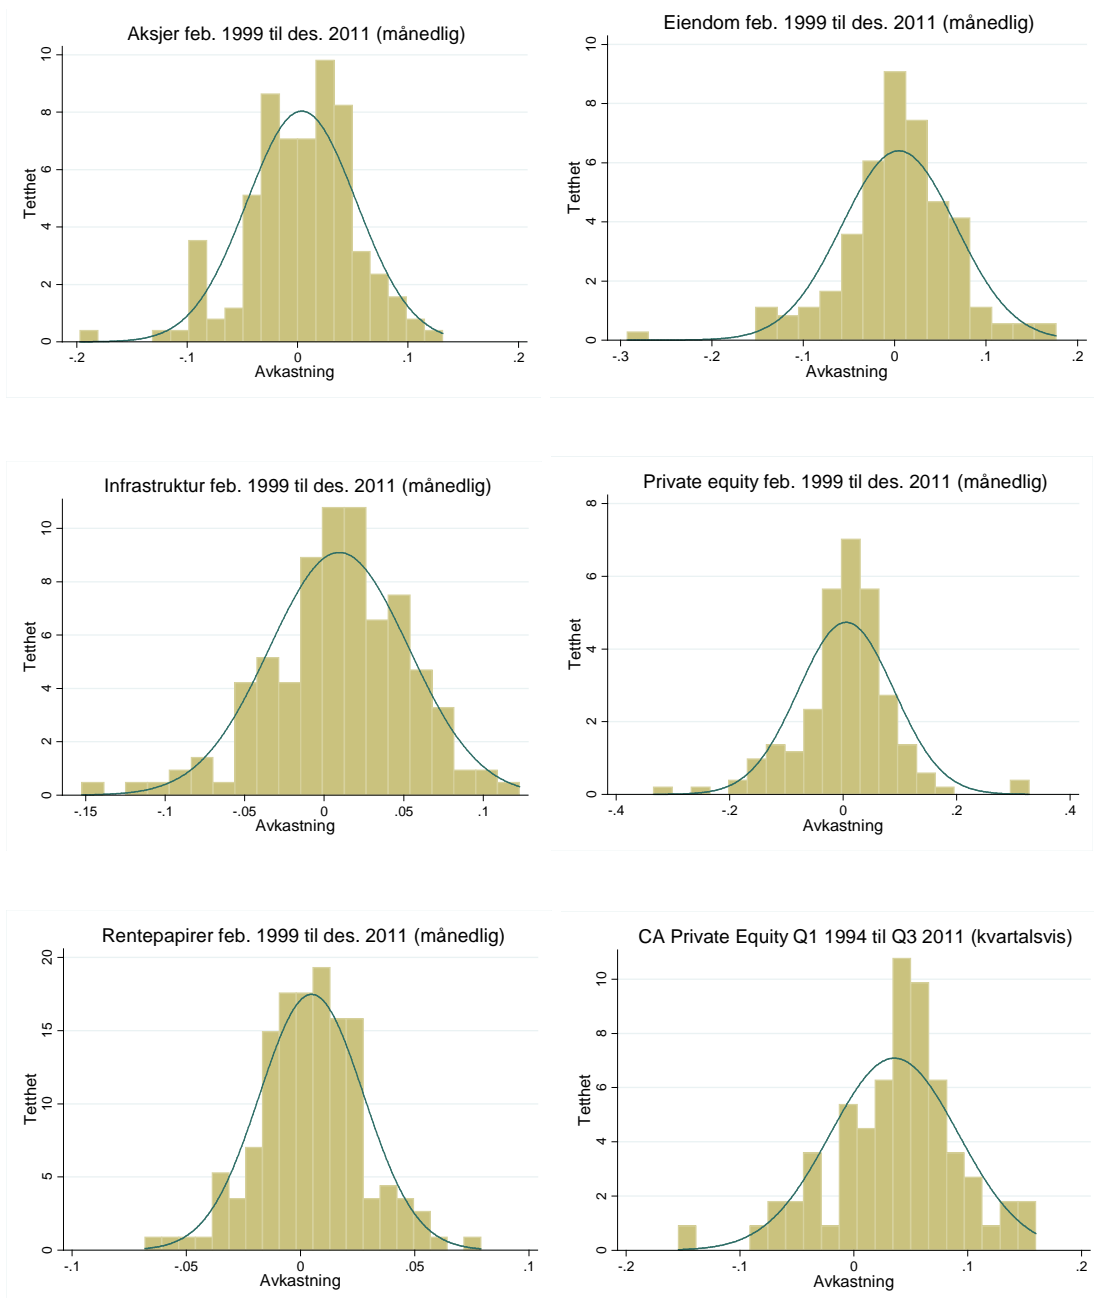 Aksjer feb. 1999 til des. 2011 (månedlig)
Tetthet
0 2 4 6 8 10
-.2 -.1 0 .1 .2
Avkastning
Eiendom feb. 1999 til des. 2011 (månedlig)
Tetthet
0 2 4 6 8 10
-.3 -.2 -.1 0 .1 .2
Avkastning
Infrastruktur feb. 1999 til des. 2011 (månedlig)
Tetthet
0 2 4 6 8 10
-.15 -.1 -.05 0 .05 .1
Avkastning
Private equity feb. 1999 til des. 2011 (månedlig)
Tetthet
0 2 4 6 8
-.4 -.2 0 .2 .4
Avkastning
Rentepapirer feb. 1999 til des. 2011 (månedlig)
Tetthet
0 5 10 15 20
-.1 -.05 0 .05 .1
Avkastning
CA Private Equity Q1 1994 til Q3 2011 (kvartalsvis)
Tetthet
0 2 4 6 8 10
-.2 -.1 0 .1 .2
Avkastning